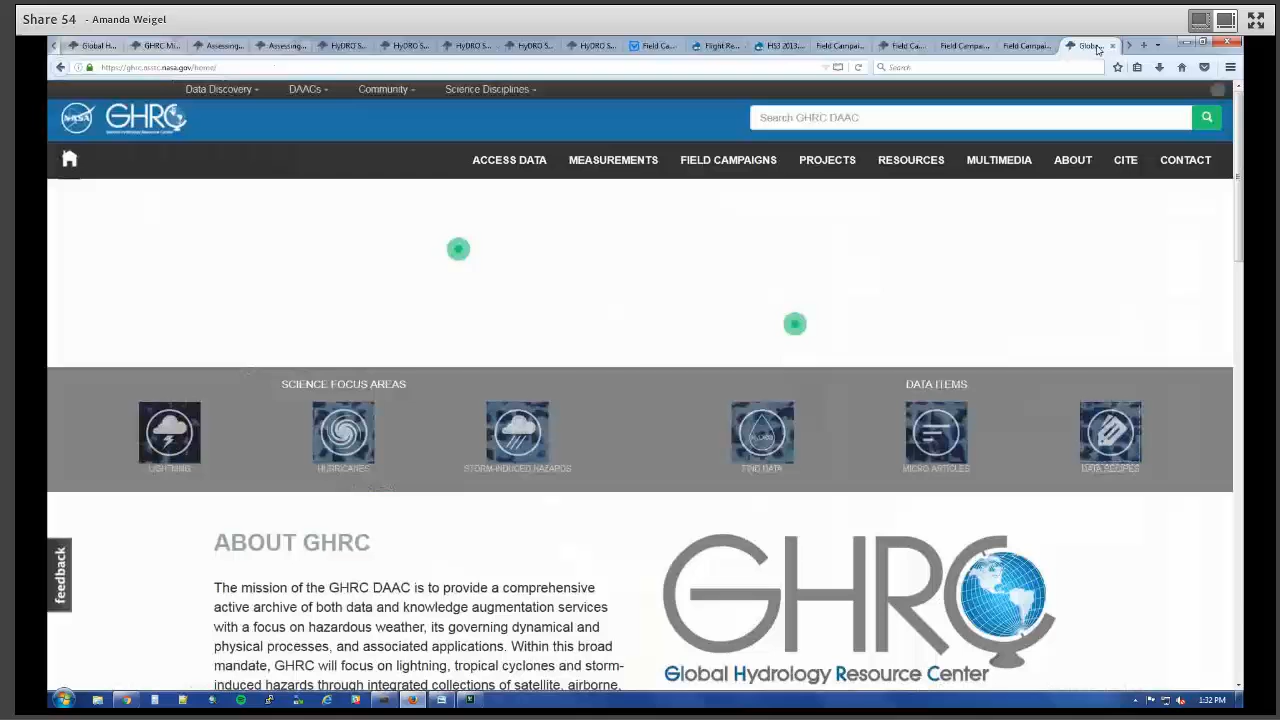 Share 54 - Amanda Weigel
Global H...
GHRC Mi...
Assessing...
Assessing...
HyDRO S...
HyDRO S...
HyDRO S...
HyDRO S...
HyDRO S...
Field Ca...
Flight Re...
HS3 2013...
Field Campai...
Field Ca...
Field Campa...
Field Campai...
Globa...
https://ghrc.nsstc.nasa.gov/home/
Search
Data Discovery
DAACs
Community
Science Disciplines
NASA
GHRC
Search GHRC DAAC
ACCESS DATA
MEASUREMENTS
FIELD CAMPAIGNS
PROJECTS
RESOURCES
MULTIMEDIA
ABOUT
CITE
CONTACT
SCIENCE FOCUS AREAS
DATA ITEMS
LIGHTNING
HURRICANES
STORM-INDUCED HAZARDS
FIND DATA
MICRO ARTICLES
DATA RECIPES
feedback
ABOUT GHRC
The mission of the GHRC DAAC is to provide a comprehensive
active archive of both data and knowledge augmentation services
with a focus on hazardous weather, its governing dynamical and
physical processes, and associated applications. Within this broad
mandate, GHRC will focus on lightning, tropical cyclones and storm-
induced hazards through integrated collections of satellite, airborne,
GHRC
Global Hydrology Resource Center
1:32 PM